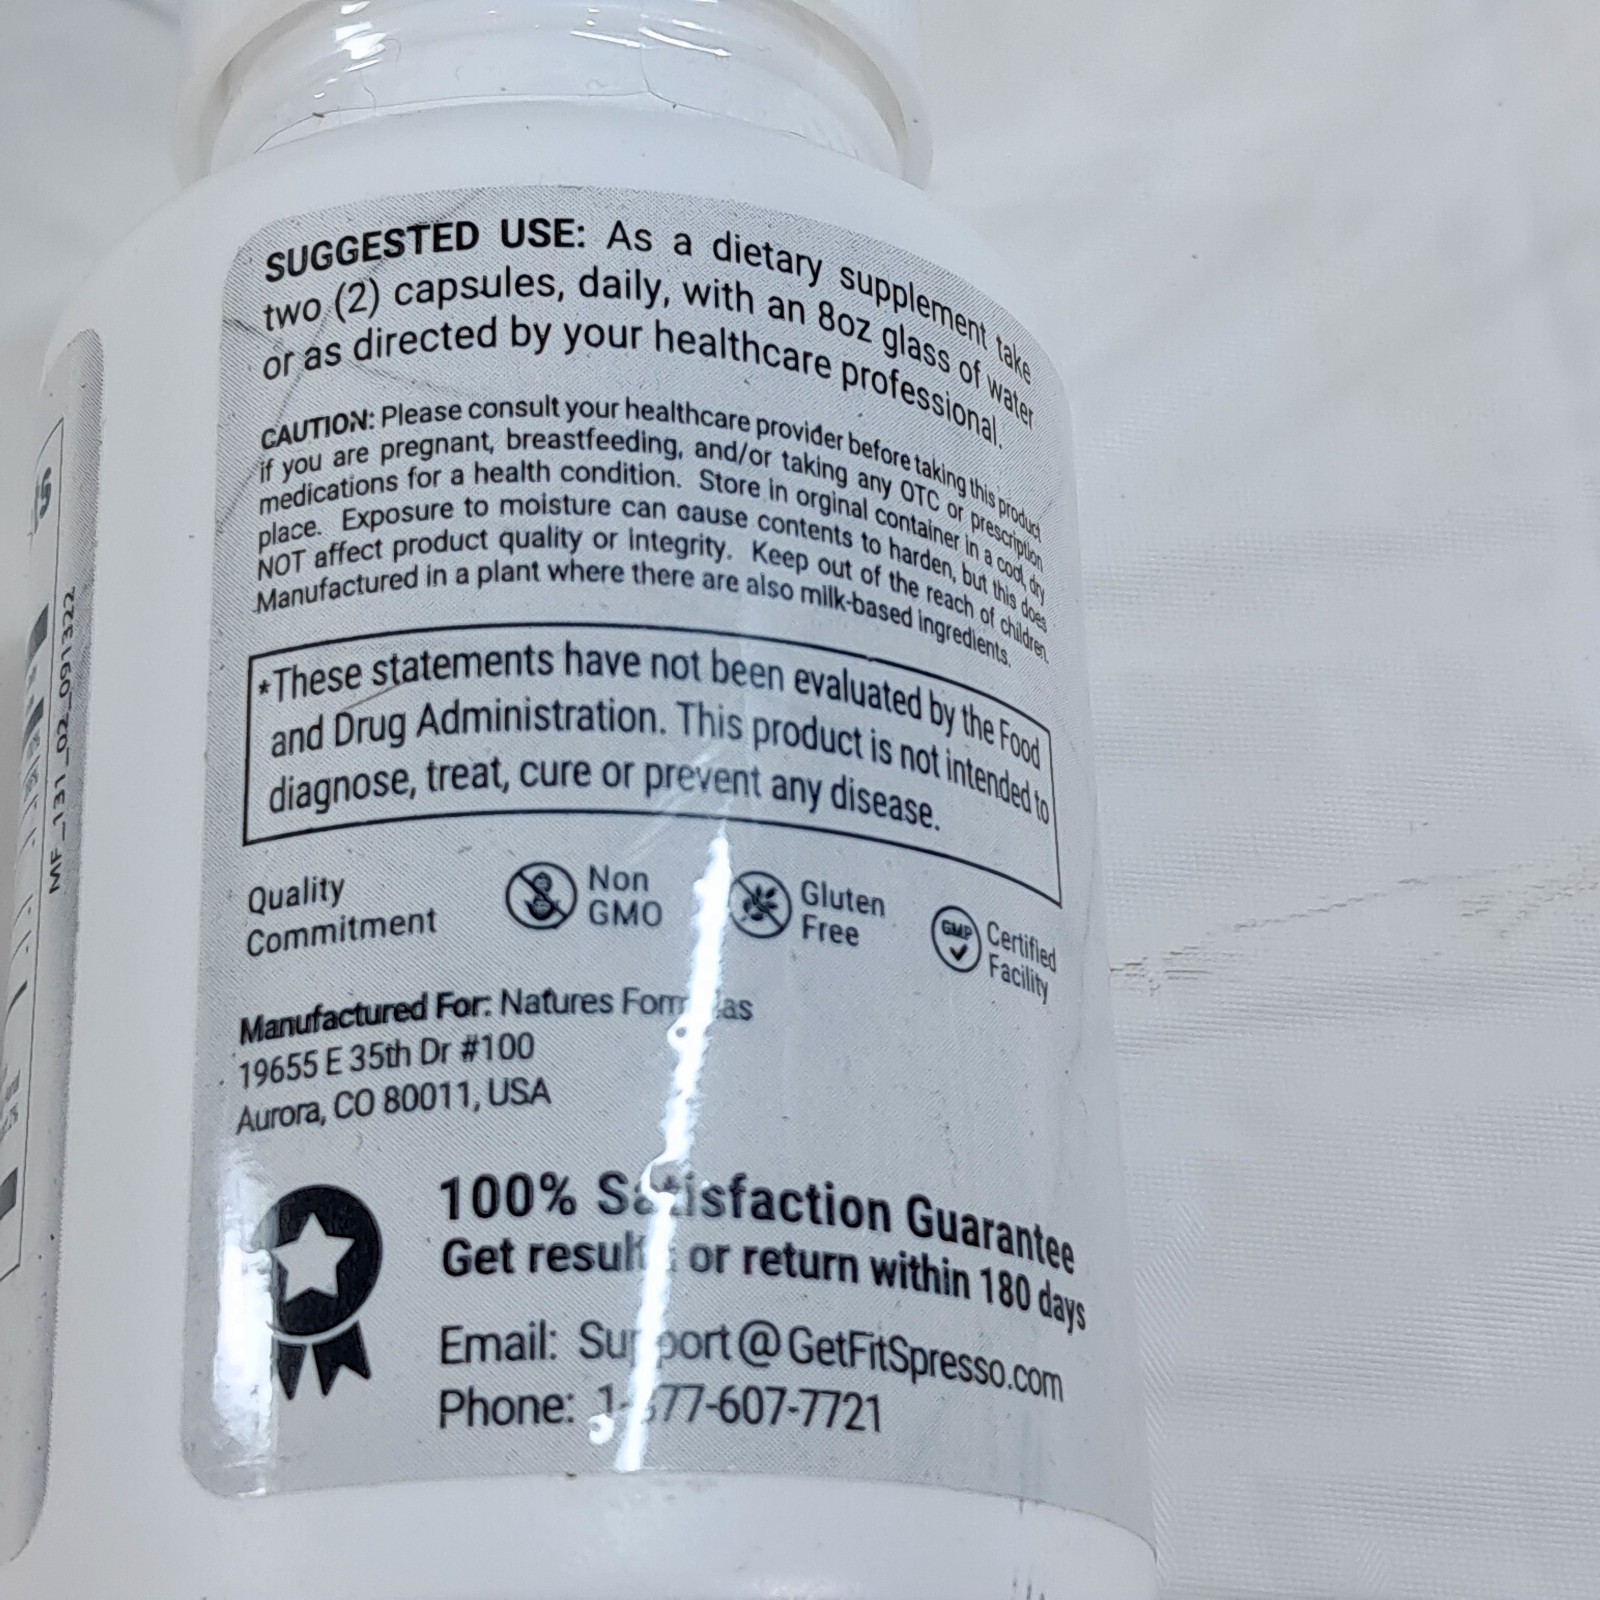 SUGGESTED USE: As a dietary supplement take
two (2) capsules, daily, with an 8oz glass of water
or as directed by your healthcare professional.
CAUTION: Please consult your healthcare provider before taking this product
if you are pregnant, breastfeeding, and/or taking any OTC or prescription
medications for a health condition. Store in orginal container in a cool, dry
place. Exposure to moisture can cause contents to harden, but this does
NOT affect product quality or integrity. Keep out of the reach of children.
Manufactured in a plant where there are also milk-based ingredients.
*These statements have not been evaluated by the Food
and Drug Administration. This product is not intended to
diagnose, treat, cure or prevent any disease.
Quality
Commitment
Non
GMO
Gluten
Free
GMP
Certified
Facility
Manufactured For: Natures Formulas
19655 E 35th Dr #100
Aurora, CO 80011, USA
100% Satisfaction Guarantee
Get results or return within 180 days
Email: Support@GetFitSpresso.com
Phone: 77-607-7721
MF_131_02_091322